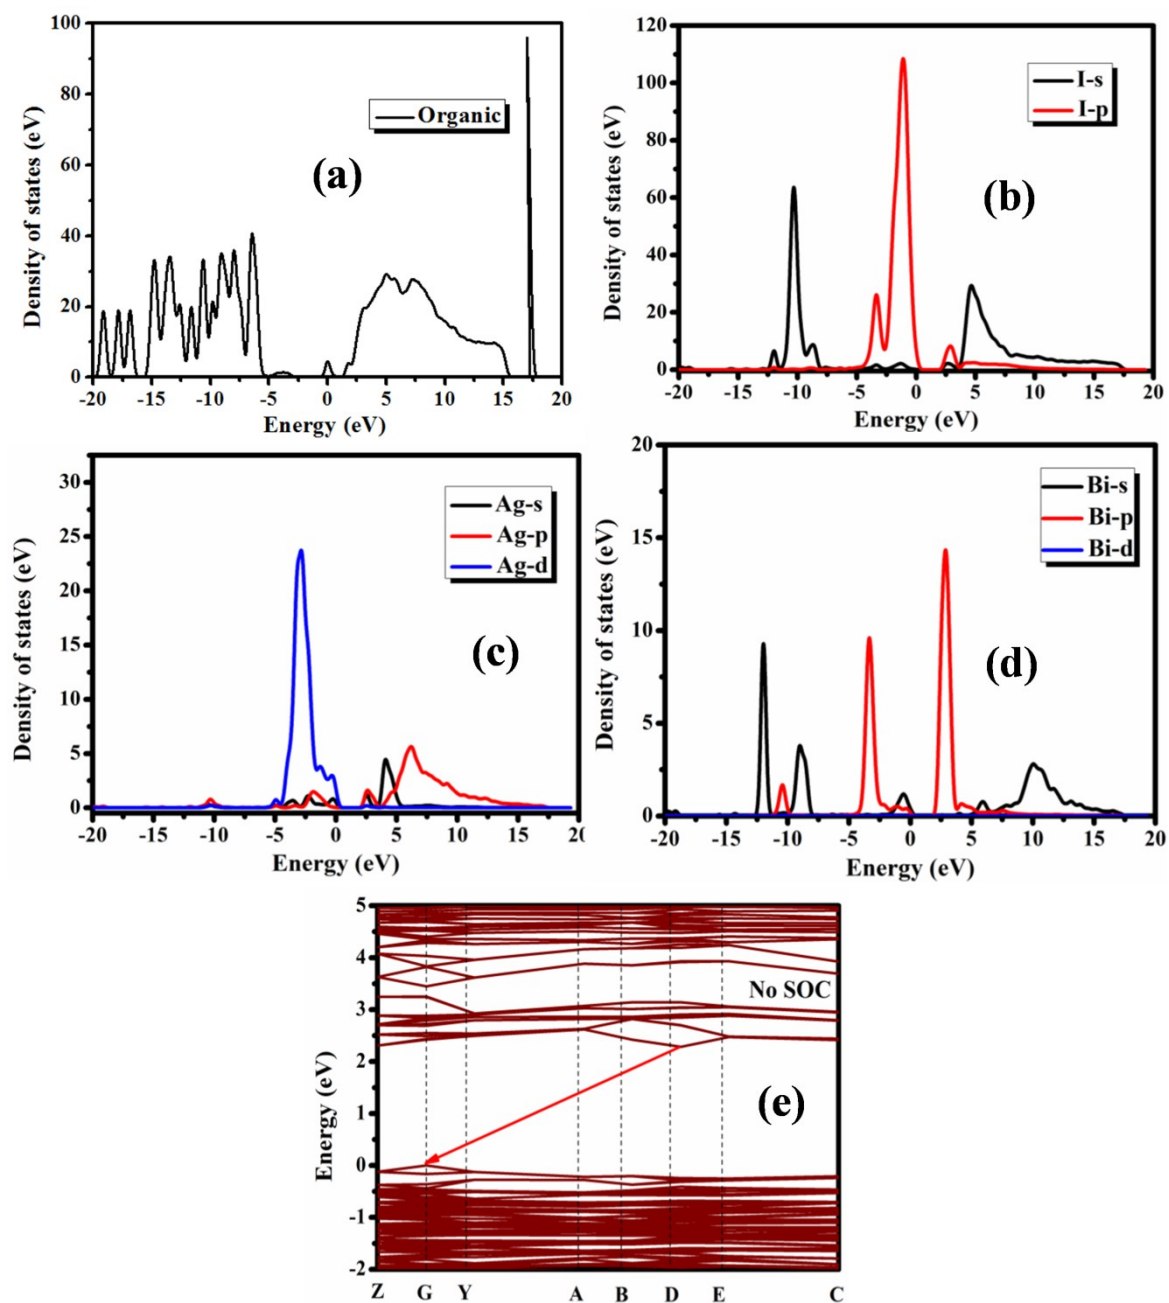 100
80
60
40
20
0
Density of states (eV)
Organic
(a)
-20 -15 -10 -5 0 5 10 15 20
Energy (eV)
120
100
80
60
40
20
0
Density of states (eV)
I-s
I-p
(b)
-20 -15 -10 -5 0 5 10 15 20
Energy (eV)
30
25
20
15
10
5
0
Density of states (eV)
Ag-s
Ag-p
Ag-d
(c)
-20 -15 -10 -5 0 5 10 15 20
Energy (eV)
20
15
10
5
0
Density of states (eV)
Bi-s
Bi-p
Bi-d
(d)
-20 -15 -10 -5 0 5 10 15 20
Energy (eV)
5
4
3
2
1
0
-1
-2
Energy (eV)
No SOC
(e)
Z G Y A B D E C